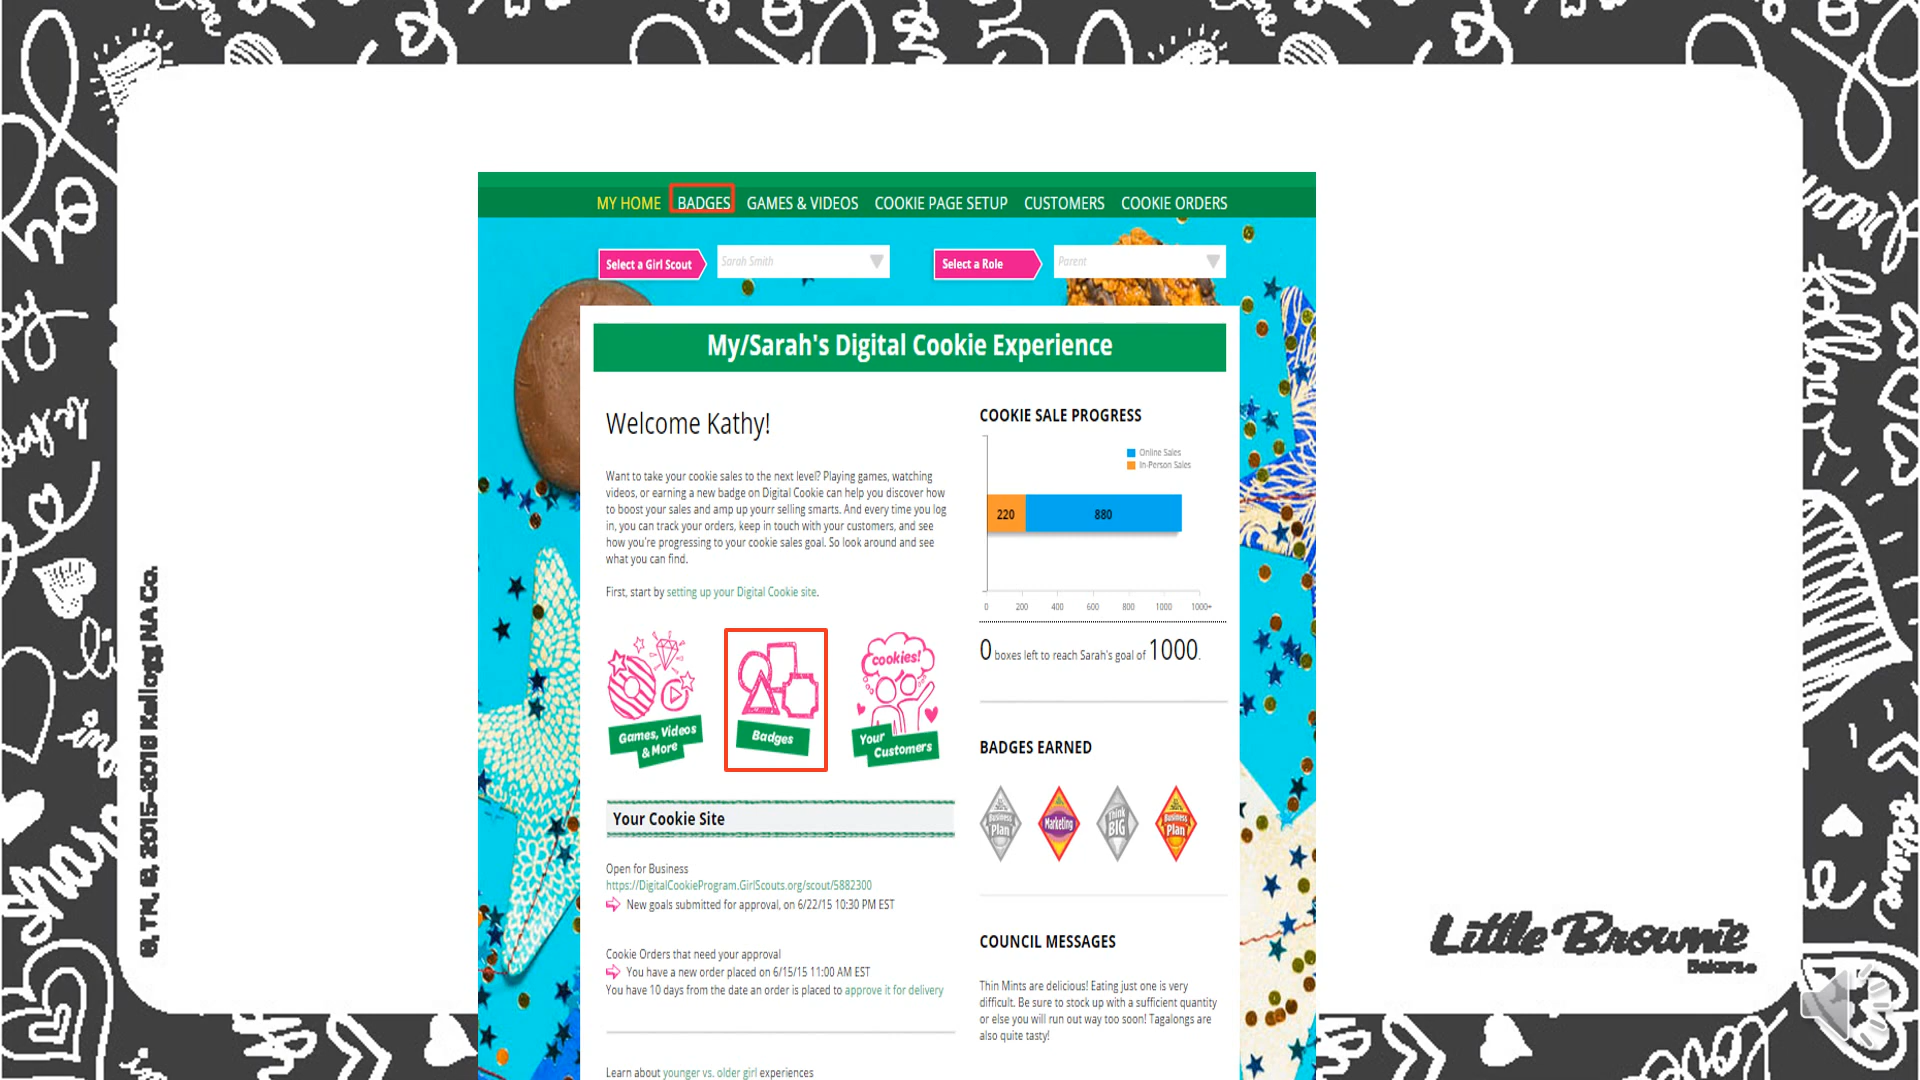 MY HOME BADGES GAMES & VIDEOS COOKIE PAGE SETUP CUSTOMERS COOKIE ORDERS
Select a Girl Scout Sarah Smith Select a Role Parent
My/Sarah's Digital Cookie Experience
Welcome Kathy!
Want to take your cookie sales to the next level? Playing games, watching
videos, or earning a new badge on Digital Cookie can help you discover how
to boost your sales and amp up yourr selling smarts. And every time you log
in, you can track your orders, keep in touch with your customers, and see
how you're progressing to your cookie sales goal. So look around and see
what you can find.
First, start by setting up your Digital Cookie site.
Games, Videos
& More
Badges
cookies!
Your
Customers
Your Cookie Site
Open for Business
https://DigitalCookieProgram.GirlScouts.org/scout/5882300
New goals submitted for approval, on 6/22/15 10:30 PM EST
Cookie Orders that need your approval
You have a new order placed on 6/15/15 11:00 AM EST
You have 10 days from the date an order is placed to approve it for delivery
Learn about younger vs. older girl experiences
COOKIE SALE PROGRESS
Online Sales
In-Person Sales
220 880
0 200 400 600 800 1000 1000+
0 boxes left to reach Sarah's goal of 1000.
BADGES EARNED
Business
Plan
Marketing
Think
BIG
Business
Plan
COUNCIL MESSAGES
Thin Mints are delicious! Eating just one is very
difficult. Be sure to stock up with a sufficient quantity
or else you will run out way too soon! Tagalongs are
also quite tasty!
®, TM, ©, 2015-2018 Kellogg NA Co.
Little Brownie
Bakers